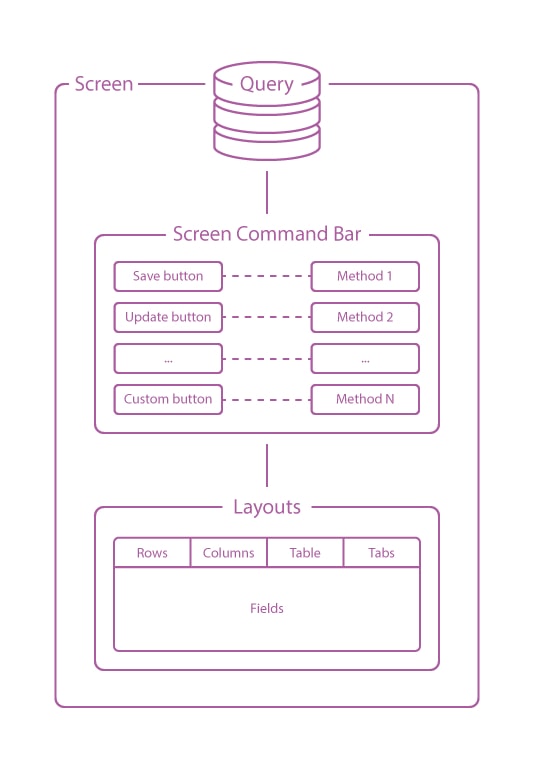 Screen
Query
Screen Command Bar
Save button
Method 1
Update button
Method 2
...
...
Custom button
Method N
Layouts
Rows
Columns
Table
Tabs
Fields